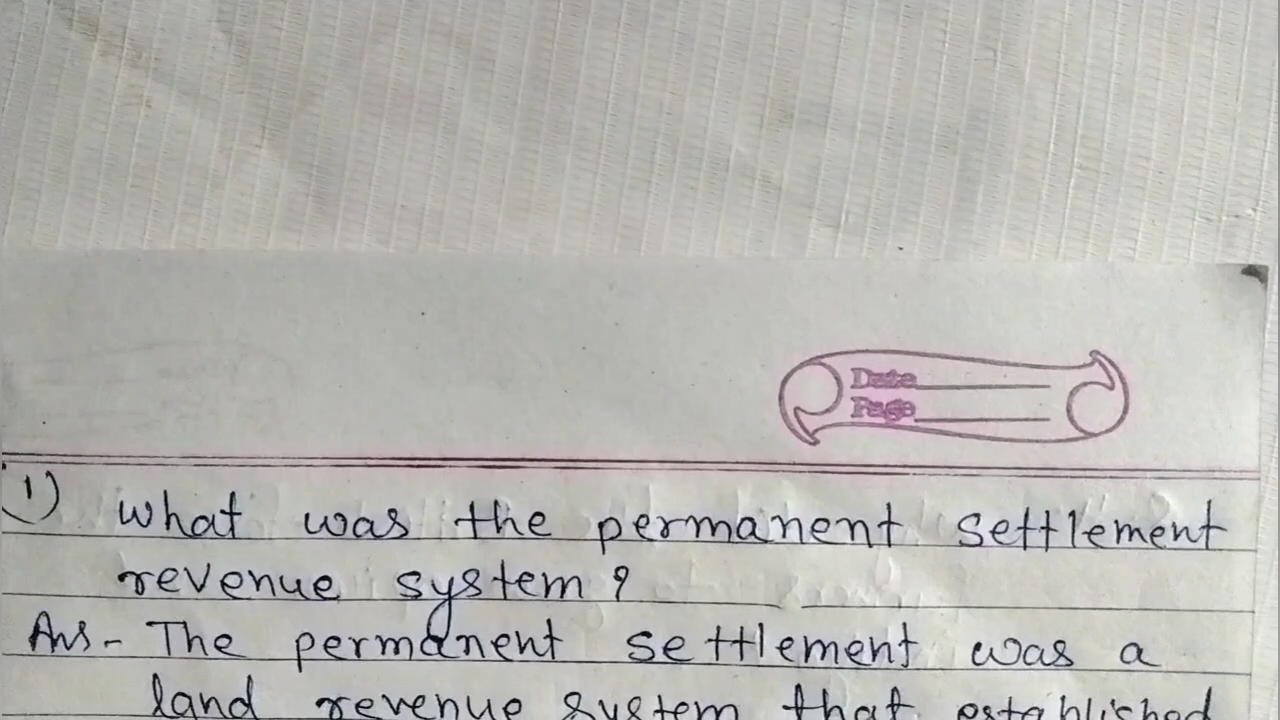 Date
Page
1) What was the permanent settlement
revenue system?
Ans- The permanent settlement was a
land revenue system that established